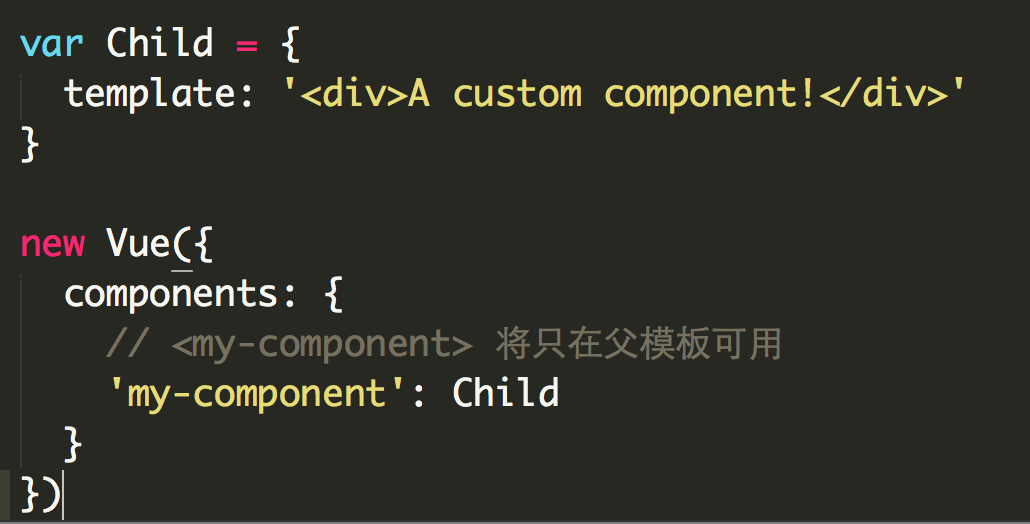 var Child = {
  template: '<div>A custom component!</div>'
}

new Vue({
  components: {
    // <my-component> 将只在父模板可用
    'my-component': Child
  }
})